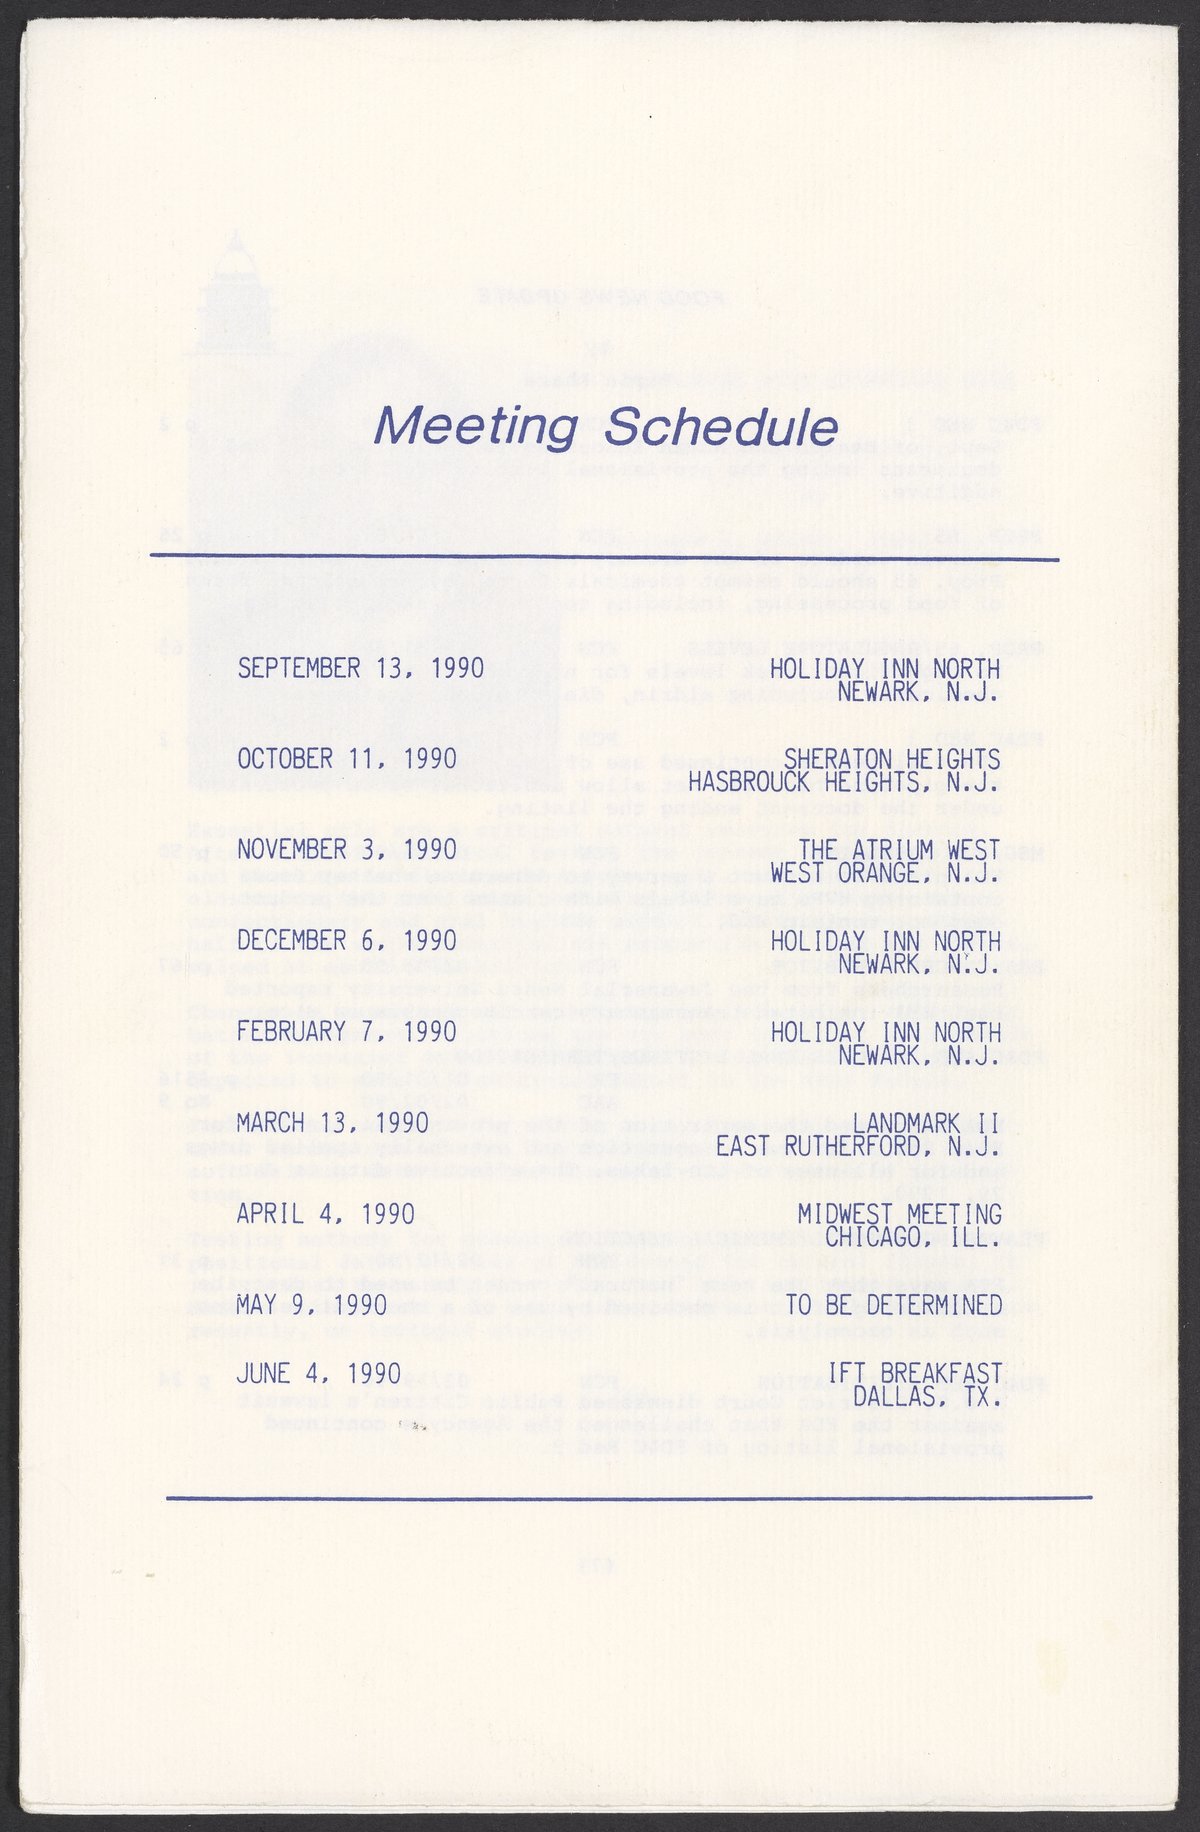 Meeting Schedule
SEPTEMBER 13, 1990 HOLIDAY INN NORTH
NEWARK, N.J.
OCTOBER 11, 1990 SHERATON HEIGHTS
HASBROUCK HEIGHTS, N.J.
NOVEMBER 3, 1990 THE ATRIUM WEST
WEST ORANGE, N.J.
DECEMBER 6, 1990 HOLIDAY INN NORTH
NEWARK, N.J.
FEBRUARY 7, 1990 HOLIDAY INN NORTH
NEWARK, N.J.
MARCH 13, 1990 LANDMARK II
EAST RUTHERFORD, N.J.
APRIL 4, 1990 MIDWEST MEETING
CHICAGO, ILL.
MAY 9, 1990 TO BE DETERMINED
JUNE 4, 1990 IFT BREAKFAST
DALLAS, TX.